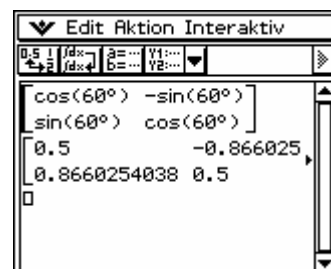 Edit Aktion Interaktiv
cos(60°) -sin(60°)
sin(60°) cos(60°)
0.5 -0.866025
0.8660254038 0.5